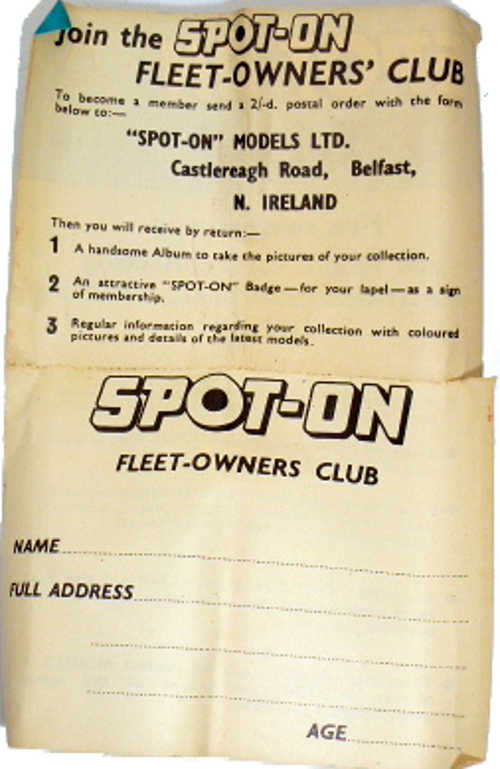 Join the SPOT-ON
FLEET-OWNERS' CLUB
To become a member send a 2/-d. postal order with the form
below to:—
"SPOT-ON" MODELS LTD.
Castlereagh Road, Belfast,
N. IRELAND
Then you will receive by return:—
1 A handsome Album to take the pictures of your collection.
2 An attractive "SPOT-ON" Badge—for your lapel—as a sign
of membership.
3 Regular information regarding your collection with coloured
pictures and details of the latest models.
SPOT-ON
FLEET-OWNERS CLUB
NAME
FULL ADDRESS
AGE